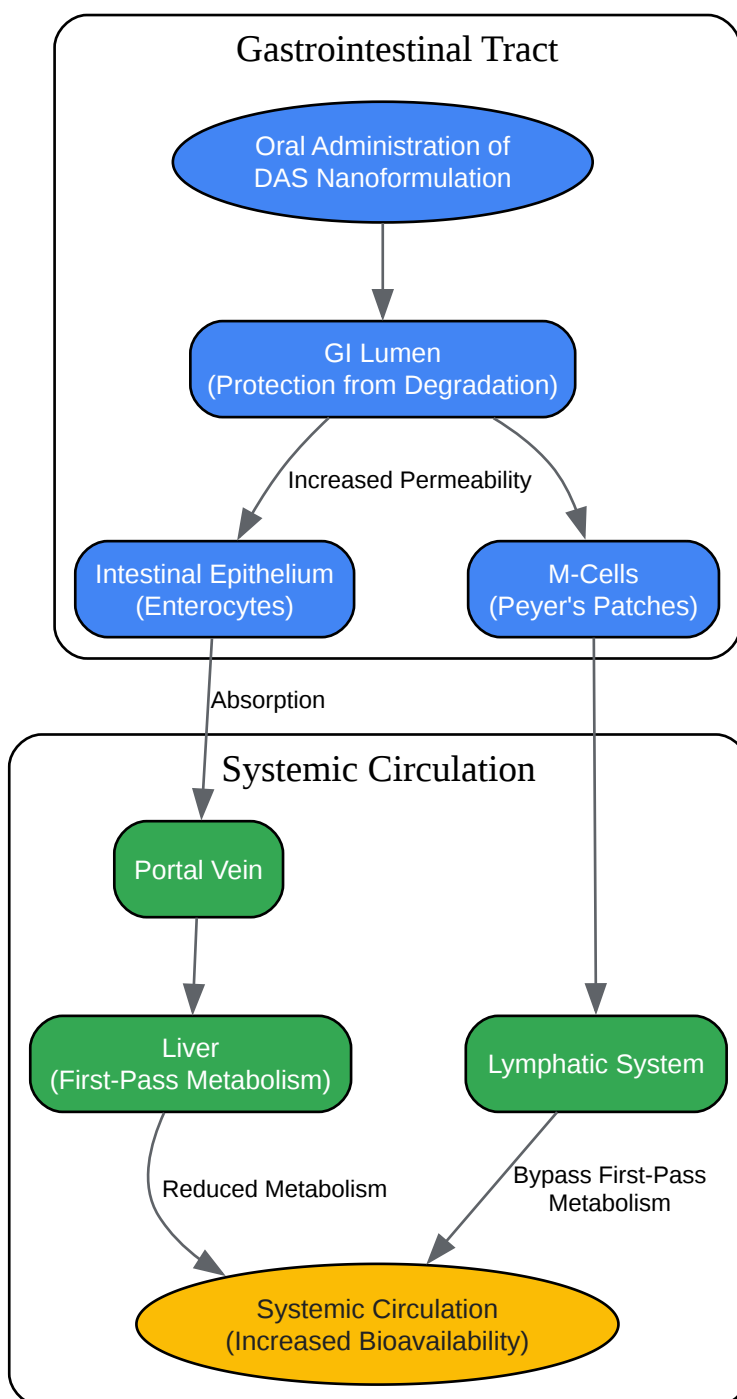 Gastrointestinal Tract
Oral Administration of
DAS Nanoformulation
GI Lumen
(Protection from Degradation)
Increased Permeability
Intestinal Epithelium
(Enterocytes)
M-Cells
(Peyer's Patches)
Absorption
Systemic Circulation
Portal Vein
Liver
(First-Pass Metabolism)
Lymphatic System
Reduced Metabolism
Bypass First-Pass
Metabolism
Systemic Circulation
(Increased Bioavailability)